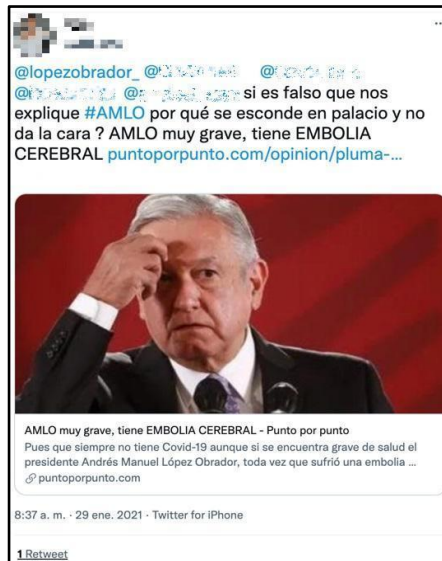 @lopezobrador_
si es falso que nos
explique #AMLO por qué se esconde en palacio y no
da la cara ? AMLO muy grave, tiene EMBOLIA
CEREBRAL puntoporpunto.com/opinion/pluma-...
AMLO muy grave, tiene EMBOLIA CEREBRAL - Punto por punto
Pues que siempre no tiene Covid-19 aunque si se encuentra grave de salud el
presidente Andrés Manuel López Obrador, toda vez que sufrió una embolia ...
puntoporpunto.com
8:37 a. m. · 29 ene. 2021 · Twitter for iPhone
1 Retweet